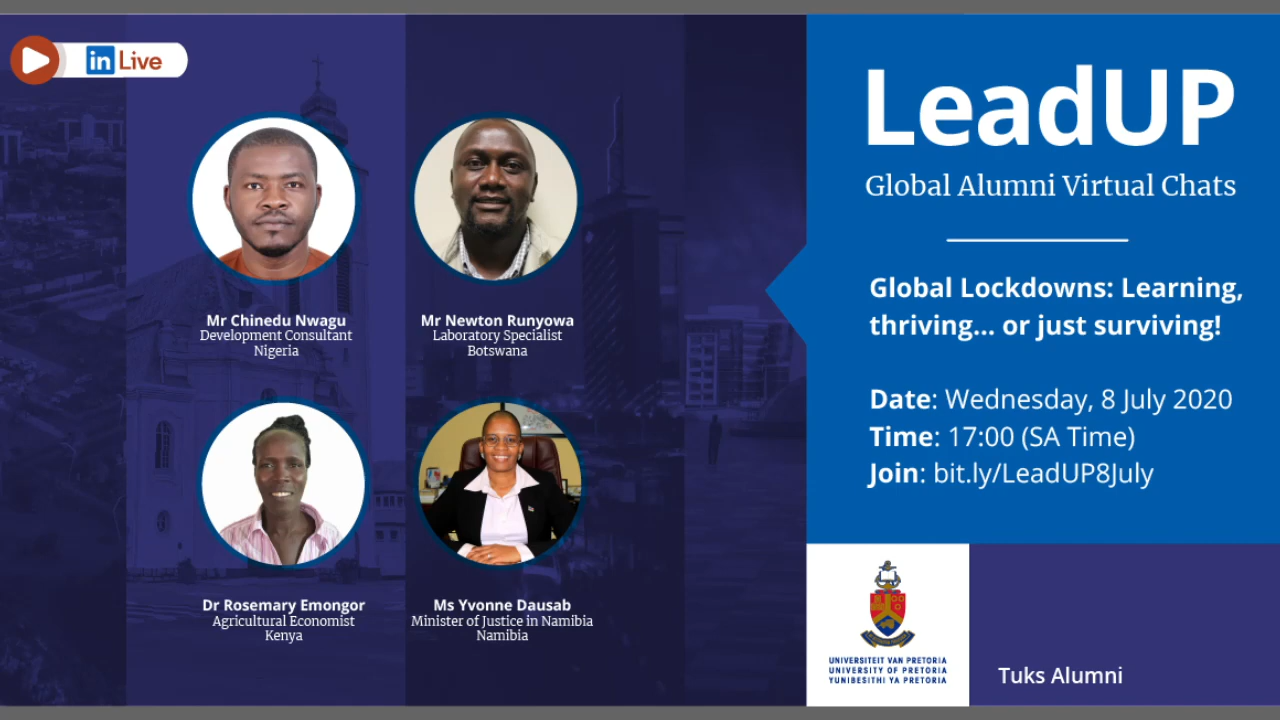 in Live
Mr Chinedu Nwagu
Development Consultant
Nigeria
Mr Newton Runyowa
Laboratory Specialist
Botswana
Dr Rosemary Emongor
Agricultural Economist
Kenya
Ms Yvonne Dausab
Minister of Justice in Namibia
Namibia
LeadUP
Global Alumni Virtual Chats
Global Lockdowns: Learning,
thriving... or just surviving!
Date: Wednesday, 8 July 2020
Time: 17:00 (SA Time)
Join: bit.ly/LeadUP8July
UNIVERSITEIT VAN PRETORIA
UNIVERSITY OF PRETORIA
YUNIBESITHI YA PRETORIA
Tuks Alumni